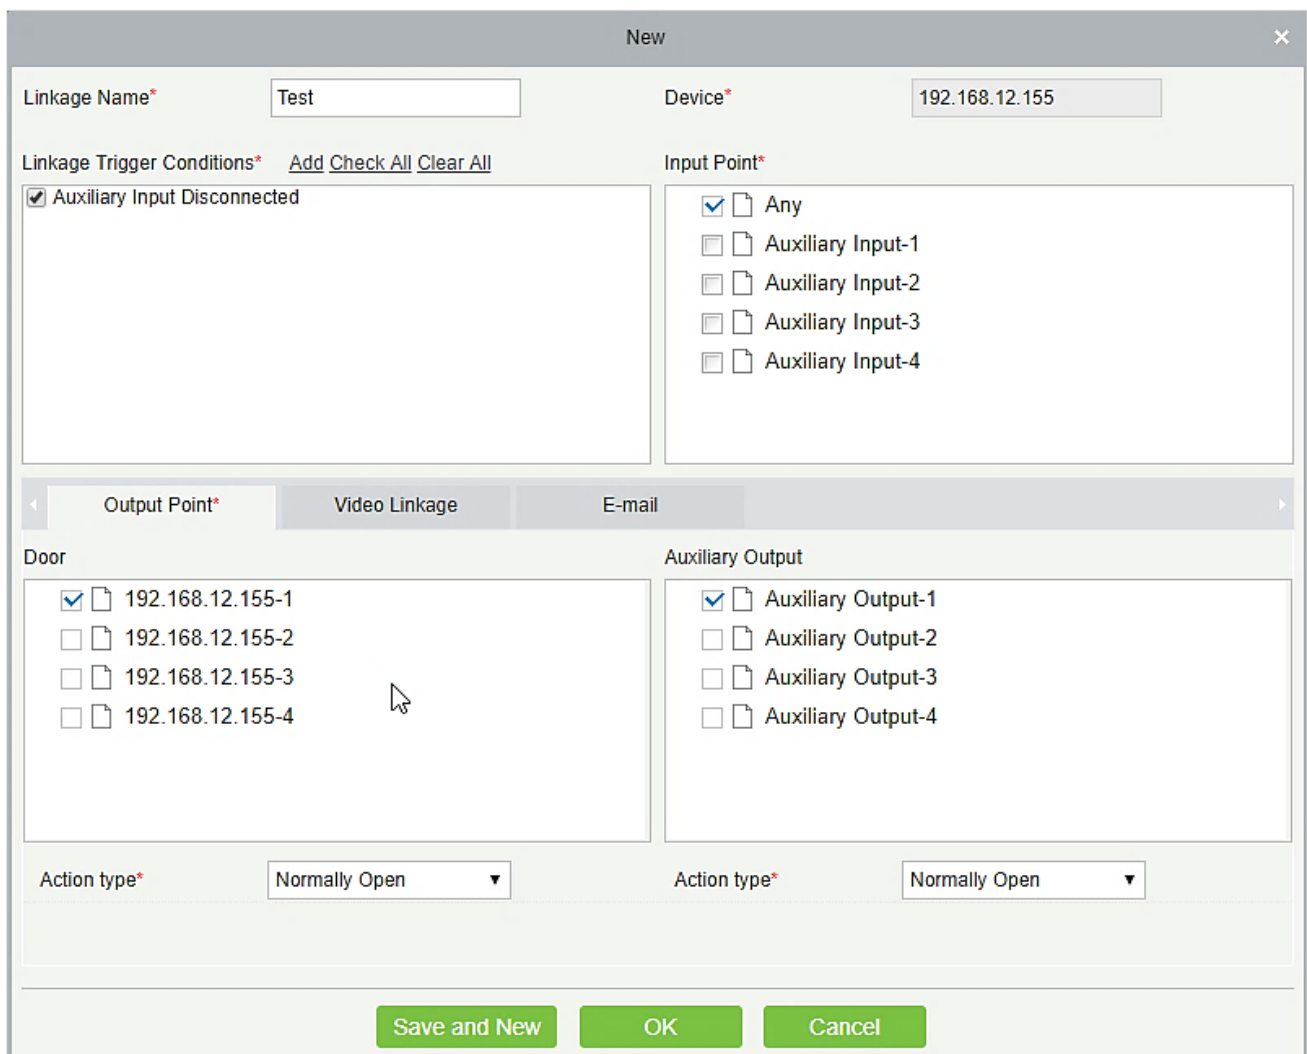 New
Linkage Name* Test Device* 192.168.12.155
Linkage Trigger Conditions* Add Check All Clear All Input Point*
Auxiliary Input Disconnected
Any
Auxiliary Input-1
Auxiliary Input-2
Auxiliary Input-3
Auxiliary Input-4
Output Point* Video Linkage E-mail
Door Auxiliary Output
192.168.12.155-1 Auxiliary Output-1
192.168.12.155-2 Auxiliary Output-2
192.168.12.155-3 Auxiliary Output-3
192.168.12.155-4 Auxiliary Output-4
Action type* Normally Open Action type* Normally Open
Save and New OK Cancel